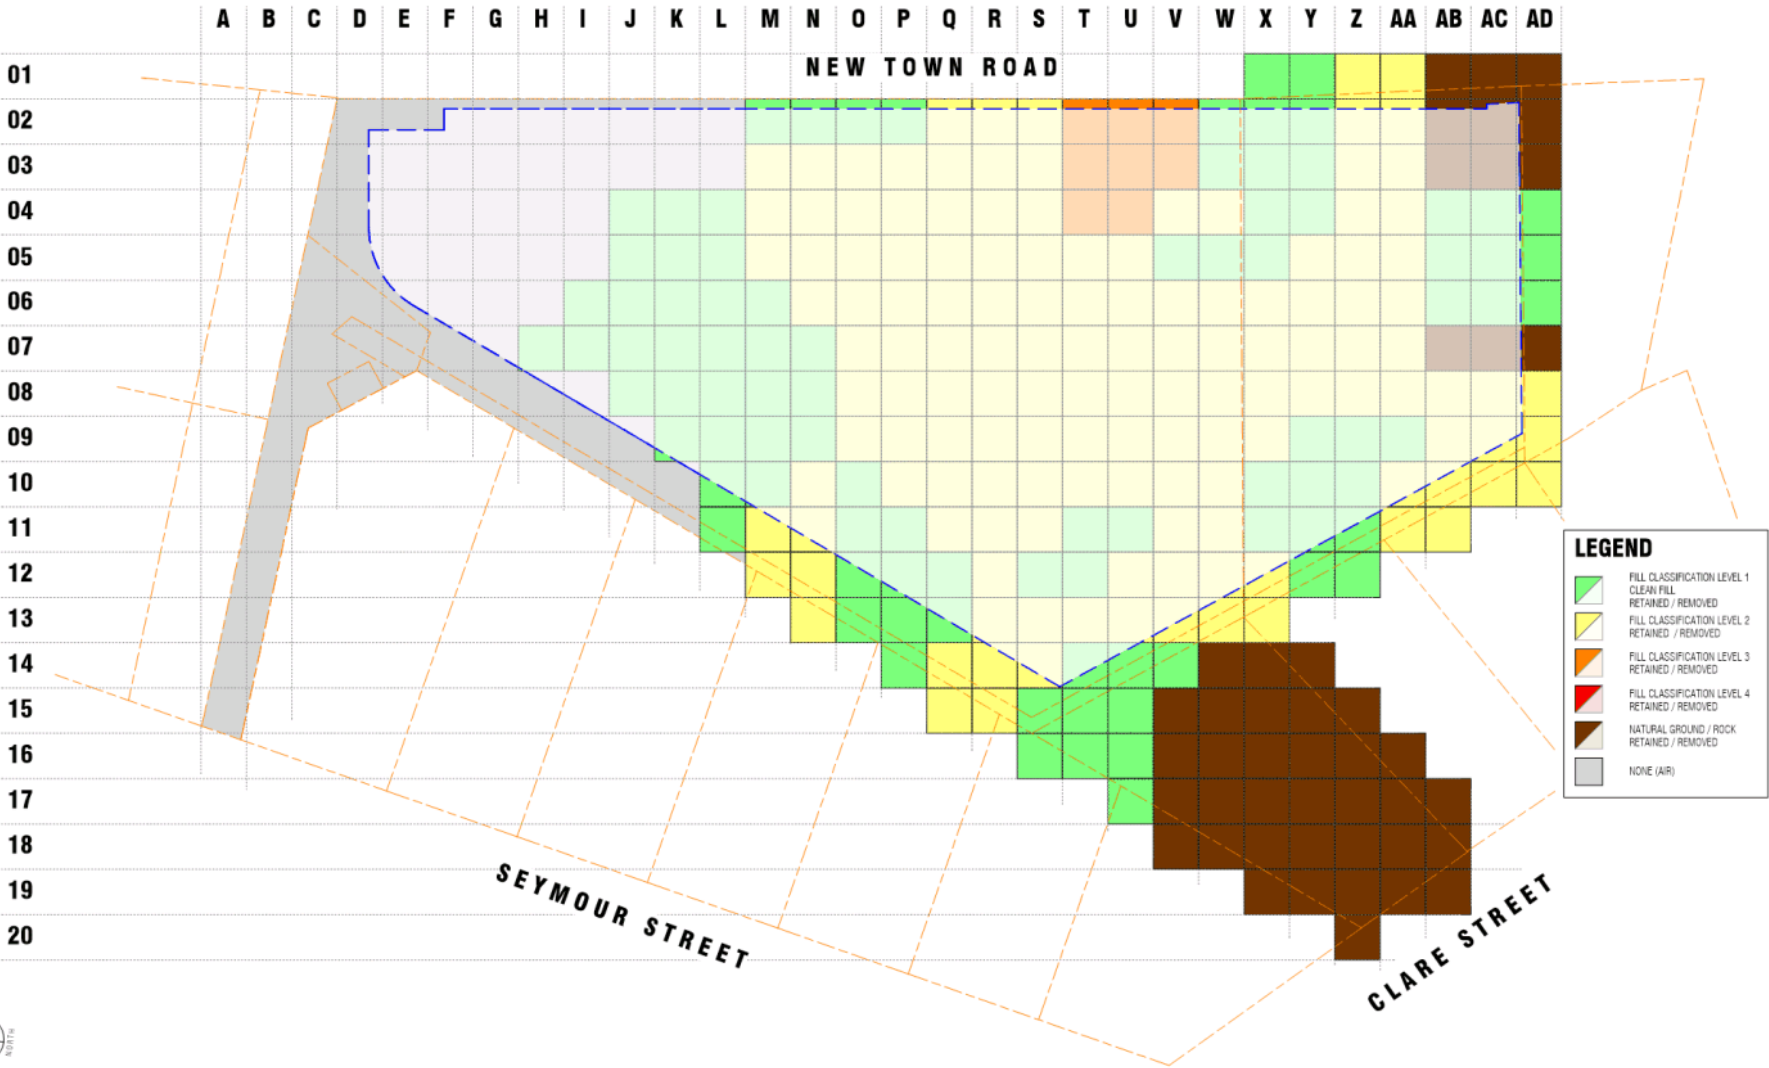 A B C D E F G H I J K L M N O P Q R S T U V W X Y Z AA AB AC AD
NEW TOWN ROAD
01
02
03
04
05
06
07
08
09
10
11
12
13
14
15
16
17
18
19
20
LEGEND
FILL CLASSIFICATION LEVEL 1
CLEAN FILL
RETAINED / REMOVED
FILL CLASSIFICATION LEVEL 2
RETAINED / REMOVED
FILL CLASSIFICATION LEVEL 3
RETAINED / REMOVED
FILL CLASSIFICATION LEVEL 4
RETAINED / REMOVED
NATURAL GROUND / ROCK
RETAINED / REMOVED
NONE (AIR)
SEYMOUR STREET
CLARE STREET
NORTH